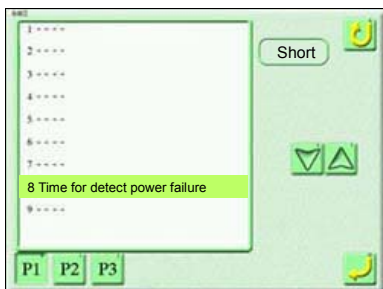 1 ----
2 ----
Short
3 ----
4 ----
5 ----
6 ----
7 ----
8 Time for detect power failure
9 ----
P1 P2 P3